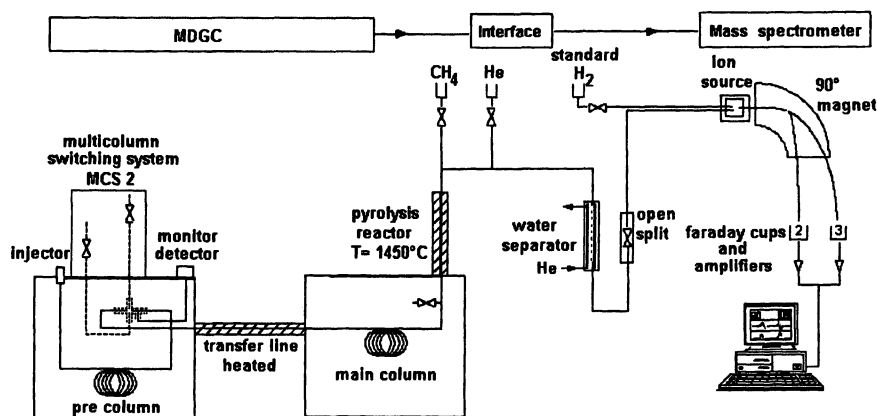 MDGC
Interface
Mass spectrometer
CH4
He
standard
H2
Ion
source
90°
magnet
multicolumn
switching system
MCS 2
injector
monitor
detector
pyrolysis
reactor
T= 1450°C
water
separator
He
open
split
faraday cups
and
amplifiers
2
3
transfer line
heated
pre column
main column